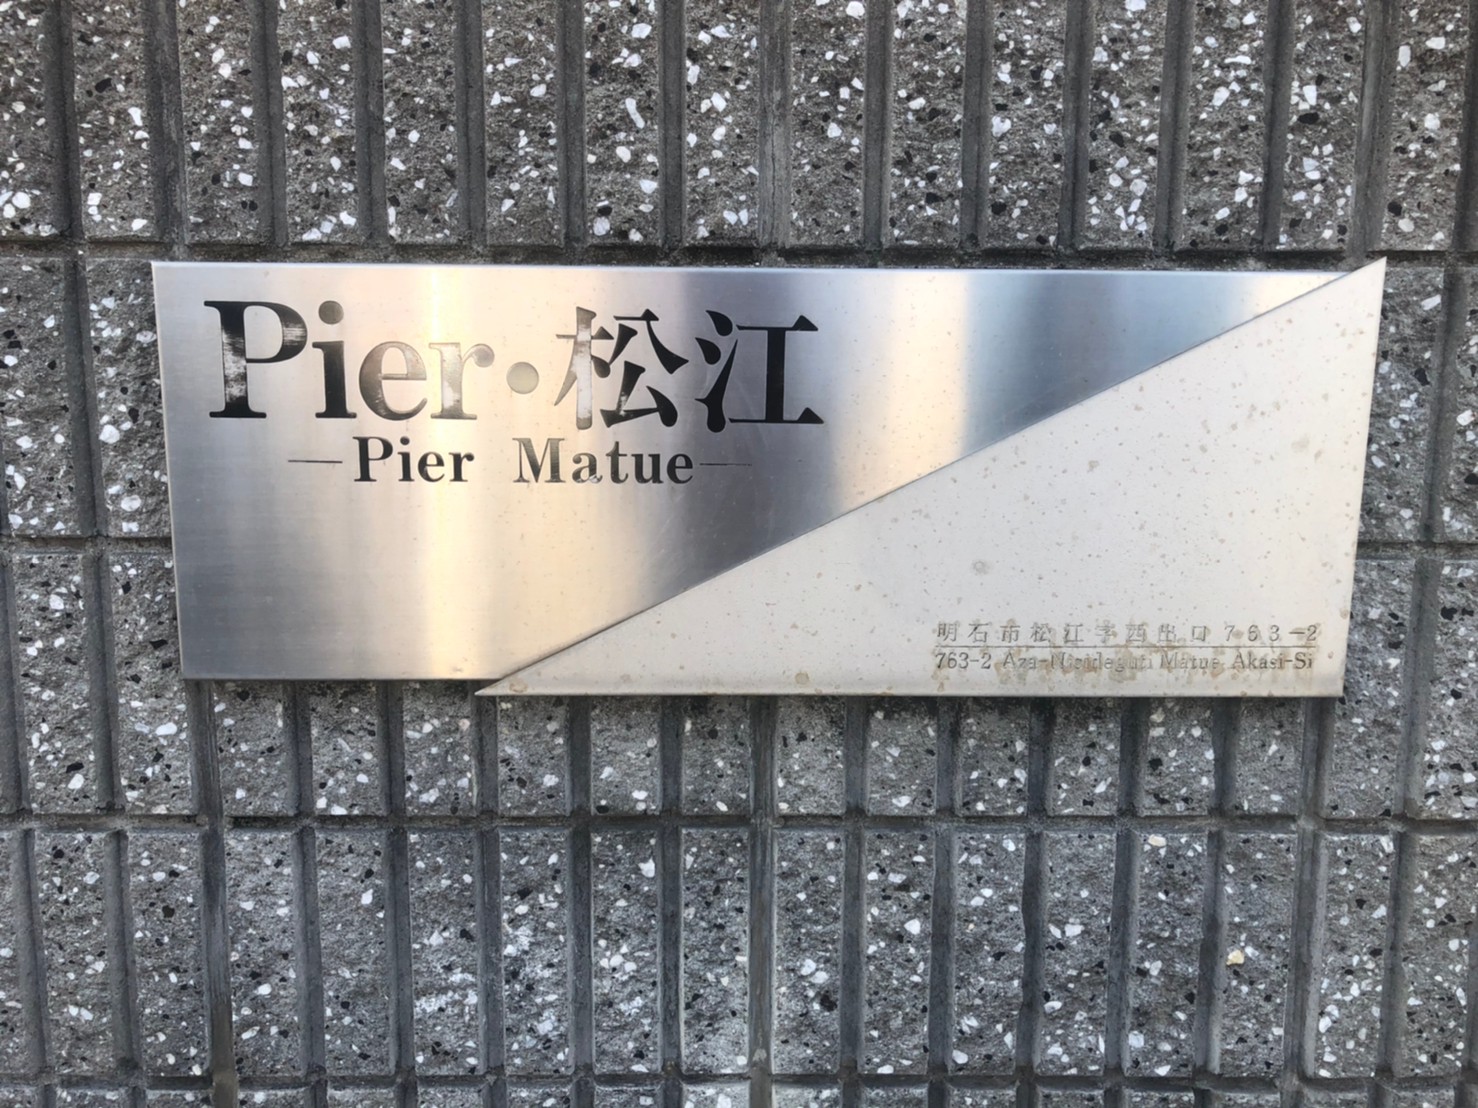 Pier・松江
—Pier Matue—
明石市松江字西出口763−2
763-2 Aza- Matue Akasi-Si